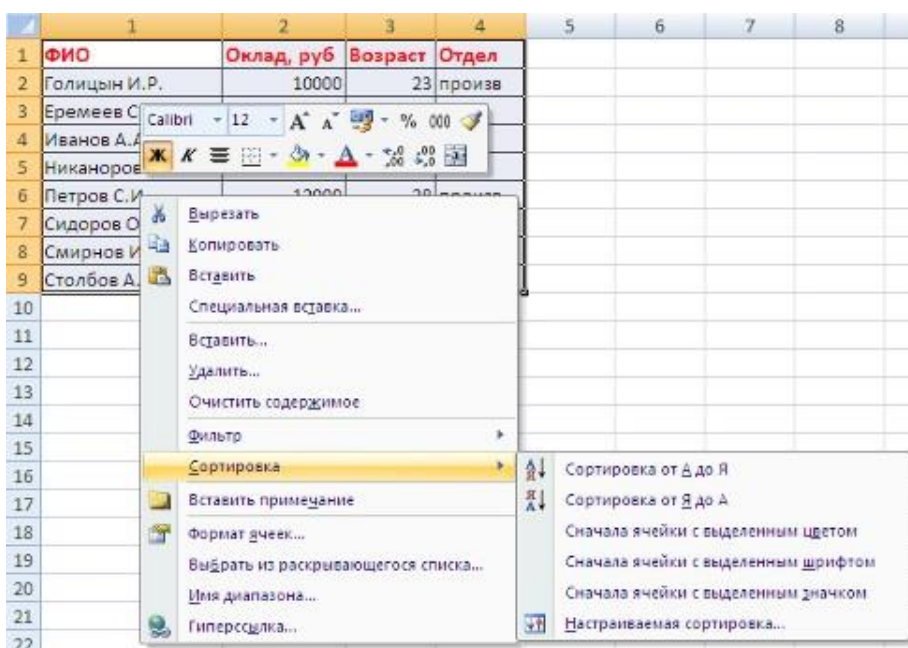 1 2 3 4 5 6 7 8
1 ФИО Оклад, руб Возраст Отдел
2 Голицын И.Р. 10000 23 произв
3 Еремеев С
Calibri 12 A A % 000
4 Иванов А.А
Ж К А ,00 ,0
5 Никаноров
6 Петров С.И
7 Сидоров О
8 Смирнов И
9 Столбов А.
10
11
12
13
14
15
16
17
18
19
20
21
22
Вырезать
Копировать
Вставить
Специальная вставка...
Вставить...
Удалить...
Очистить содержимое
Фильтр
Сортировка
Вставить примечание
Формат ячеек...
Выбрать из раскрывающегося списка...
Имя диапазона...
Гиперссылка...
Сортировка от А до Я
Сортировка от Я до А
Сначала ячейки с выделенным цветом
Сначала ячейки с выделенным шрифтом
Сначала ячейки с выделенным значком
Настраиваемая сортировка...